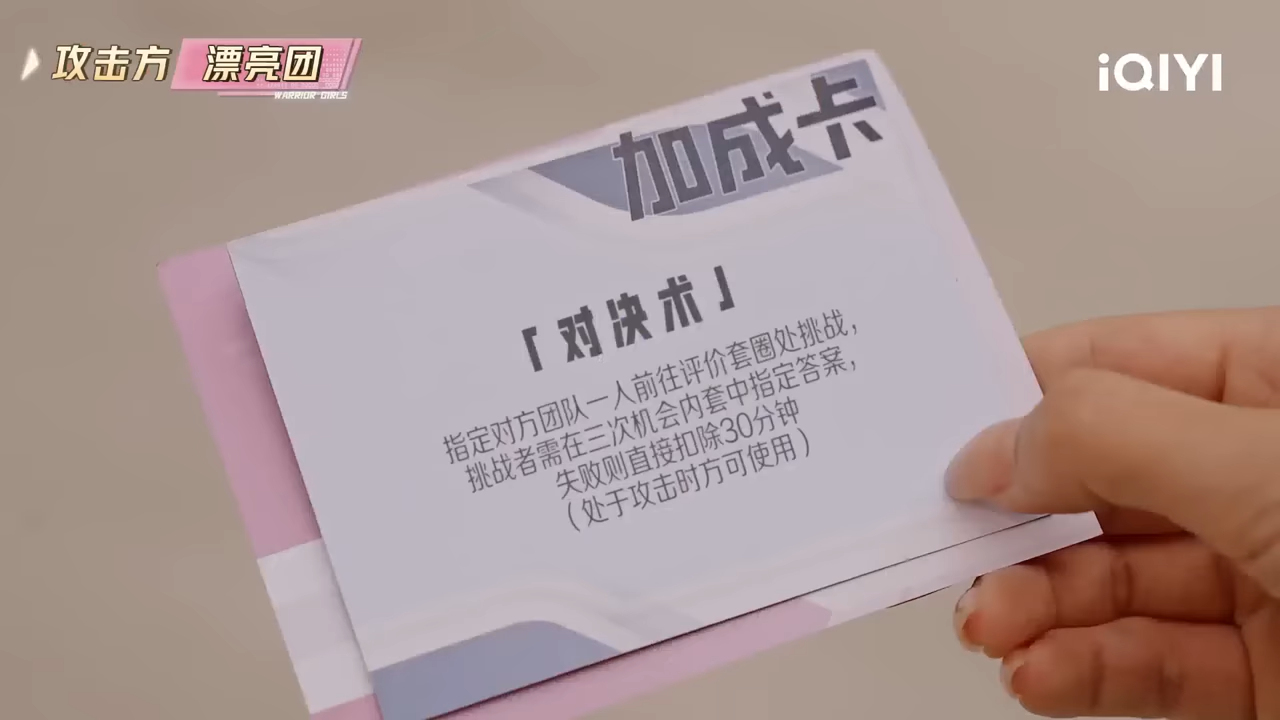 攻击方 漂亮团
WARRIOR GIRLS
iQIYI
加成卡
「对决术」
指定对方团队一人前往评价套圈处挑战，
挑战者需在三次机会内套中指定答案，
失败则直接扣除30分钟
（处于攻击时方可使用）